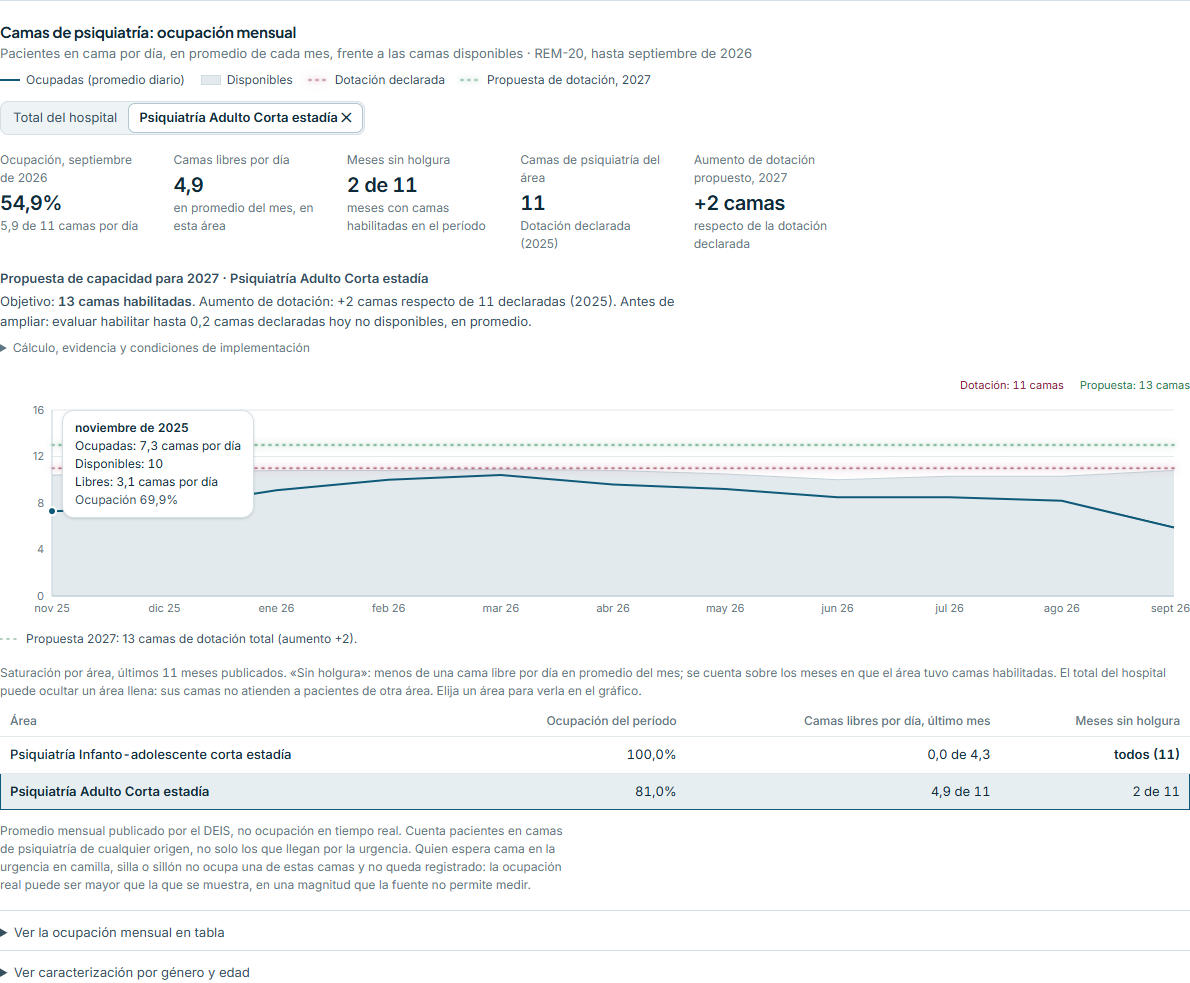 Camas de psiquiatría: ocupación mensual
Pacientes en cama por día, en promedio de cada mes, frente a las camas disponibles · REM-20, hasta septiembre de 2026
Ocupadas (promedio diario) Disponibles Dotación declarada Propuesta de dotación, 2027
Total del hospital Psiquiatría Adulto Corta estadía ✕
Ocupación, septiembre de 2026
54,9%
5,9 de 11 camas por día
Camas libres por día
4,9
en promedio del mes, en esta área
Meses sin holgura
2 de 11
meses con camas habilitadas en el período
Camas de psiquiatría del área
11
Dotación declarada (2025)
Aumento de dotación propuesto, 2027
+2 camas
respecto de la dotación declarada
Propuesta de capacidad para 2027 · Psiquiatría Adulto Corta estadía
Objetivo: 13 camas habilitadas. Aumento de dotación: +2 camas respecto de 11 declaradas (2025). Antes de
ampliar: evaluar habilitar hasta 0,2 camas declaradas hoy no disponibles, en promedio.
Cálculo, evidencia y condiciones de implementación
Dotación: 11 camas Propuesta: 13 camas
16
12
8
4
0
noviembre de 2025
Ocupadas: 7,3 camas por día
Disponibles: 10
Libres: 3,1 camas por día
Ocupación 69,9%
nov 25 dic 25 ene 26 feb 26 mar 26 abr 26 may 26 jun 26 jul 26 ago 26 sept 26
Propuesta 2027: 13 camas de dotación total (aumento +2).
Saturación por área, últimos 11 meses publicados. «Sin holgura»: menos de una cama libre por día en promedio del mes; se cuenta sobre los meses en que el área tuvo camas habilitadas. El total del hospital
puede ocultar un área llena: sus camas no atienden a pacientes de otra área. Elija un área para verla en el gráfico.
Área Ocupación del período Camas libres por día, último mes Meses sin holgura
Psiquiatría Infanto-adolescente corta estadía 100,0% 0,0 de 4,3 todos (11)
Psiquiatría Adulto Corta estadía 81,0% 4,9 de 11 2 de 11
Promedio mensual publicado por el DEIS, no ocupación en tiempo real. Cuenta pacientes en camas
de psiquiatría de cualquier origen, no solo los que llegan por la urgencia. Quien espera cama en la
urgencia en camilla, silla o sillón no ocupa una de estas camas y no queda registrado: la ocupación
real puede ser mayor que la que se muestra, en una magnitud que la fuente no permite medir.
Ver la ocupación mensual en tabla
Ver caracterización por género y edad